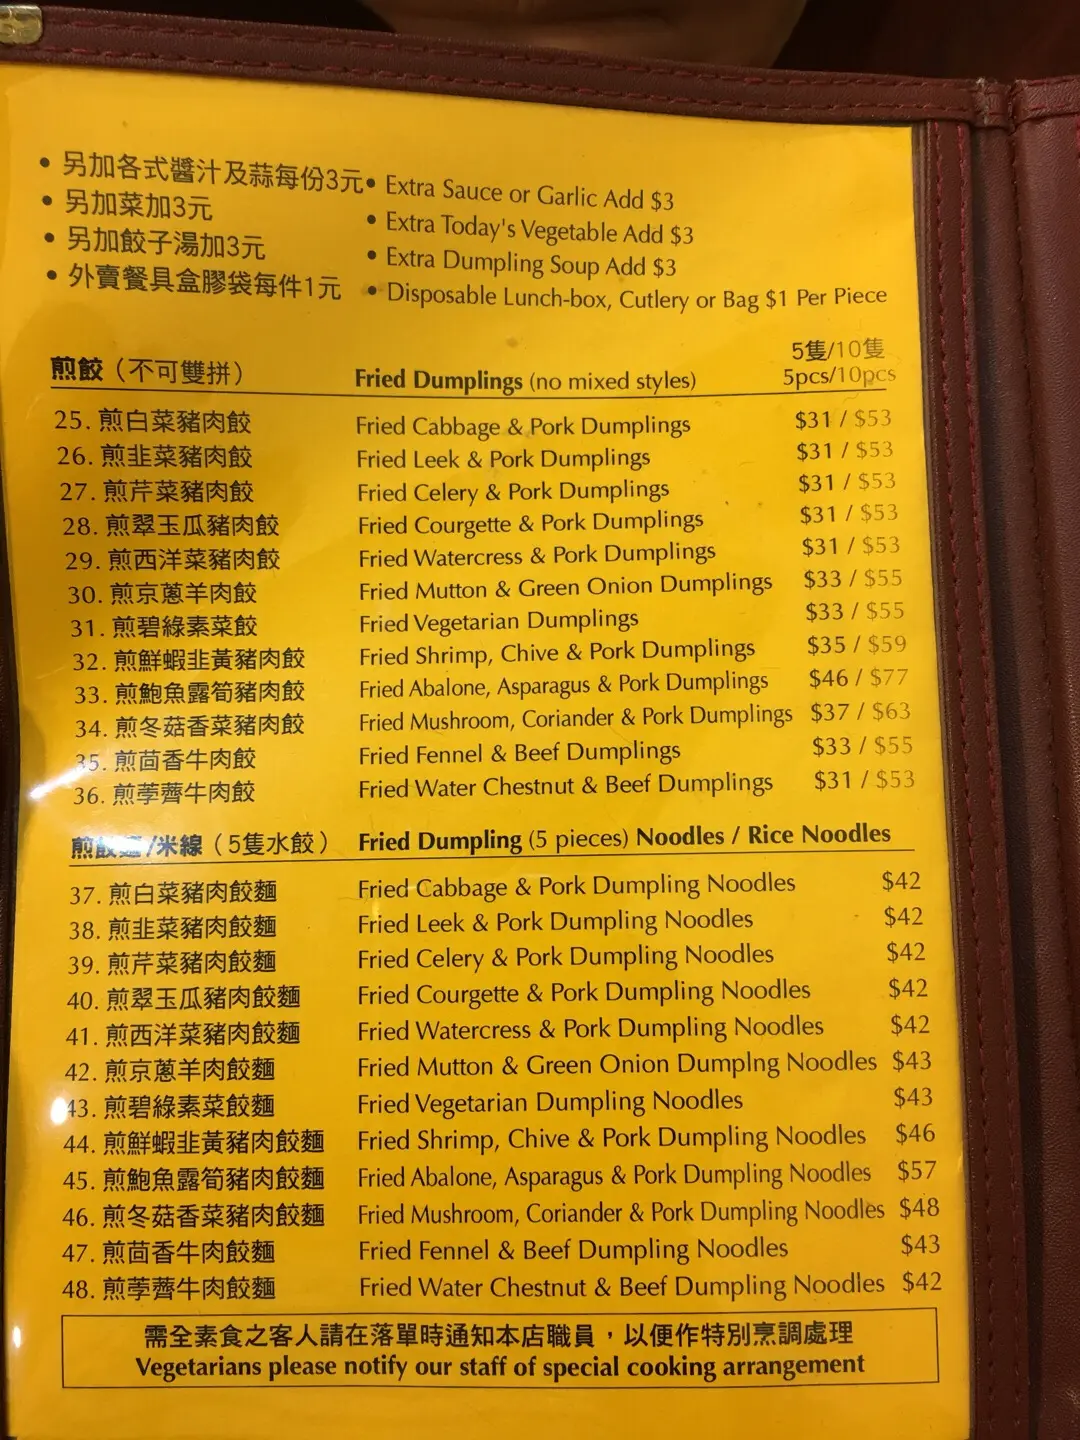 • 另加各式醬汁及蒜每份3元 • Extra Sauce or Garlic Add $3
• 另加菜加3元 • Extra Today's Vegetable Add $3
• 另加餃子湯加3元 • Extra Dumpling Soup Add $3
• 外賣餐具盒膠袋每件1元 • Disposable Lunch-box, Cutlery or Bag $1 Per Piece
5隻/10隻
煎餃（不可雙拼） Fried Dumplings (no mixed styles) 5pcs/10pcs
25. 煎白菜豬肉餃 Fried Cabbage & Pork Dumplings $31 / $53
26. 煎韭菜豬肉餃 Fried Leek & Pork Dumplings $31 / $53
27. 煎芹菜豬肉餃 Fried Celery & Pork Dumplings $31 / $53
28. 煎翠玉瓜豬肉餃 Fried Courgette & Pork Dumplings $31 / $53
29. 煎西洋菜豬肉餃 Fried Watercress & Pork Dumplings $31 / $53
30. 煎京蔥羊肉餃 Fried Mutton & Green Onion Dumplings $33 / $55
31. 煎碧綠素菜餃 Fried Vegetarian Dumplings $33 / $55
32. 煎鮮蝦韭黃豬肉餃 Fried Shrimp, Chive & Pork Dumplings $35 / $59
33. 煎鮑魚露筍豬肉餃 Fried Abalone, Asparagus & Pork Dumplings $46 / $77
34. 煎冬菇香菜豬肉餃 Fried Mushroom, Coriander & Pork Dumplings $37 / $63
35. 煎茴香牛肉餃 Fried Fennel & Beef Dumplings $33 / $55
36. 煎荸薺牛肉餃 Fried Water Chestnut & Beef Dumplings $31 / $53
煎餃麵/米線（5隻水餃） Fried Dumpling (5 pieces) Noodles / Rice Noodles
37. 煎白菜豬肉餃麵 Fried Cabbage & Pork Dumpling Noodles $42
38. 煎韭菜豬肉餃麵 Fried Leek & Pork Dumpling Noodles $42
39. 煎芹菜豬肉餃麵 Fried Celery & Pork Dumpling Noodles $42
40. 煎翠玉瓜豬肉餃麵 Fried Courgette & Pork Dumpling Noodles $42
41. 煎西洋菜豬肉餃麵 Fried Watercress & Pork Dumpling Noodles $42
42. 煎京蔥羊肉餃麵 Fried Mutton & Green Onion Dumplng Noodles $43
43. 煎碧綠素菜餃麵 Fried Vegetarian Dumpling Noodles $43
44. 煎鮮蝦韭黃豬肉餃麵 Fried Shrimp, Chive & Pork Dumpling Noodles $46
45. 煎鮑魚露筍豬肉餃麵 Fried Abalone, Asparagus & Pork Dumpling Noodles $57
46. 煎冬菇香菜豬肉餃麵 Fried Mushroom, Coriander & Pork Dumpling Noodles $48
47. 煎茴香牛肉餃麵 Fried Fennel & Beef Dumpling Noodles $43
48. 煎荸薺牛肉餃麵 Fried Water Chestnut & Beef Dumpling Noodles $42
需全素食之客人請在落單時通知本店職員，以便作特別烹調處理
Vegetarians please notify our staff of special cooking arrangement